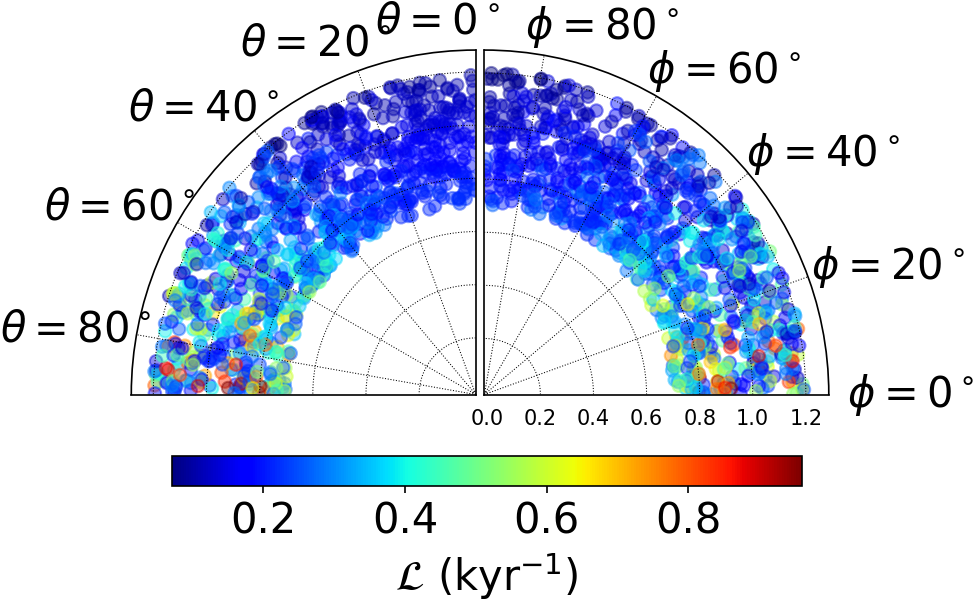 θ = 0°
ϕ = 80°
θ = 20°
ϕ = 60°
θ = 40°
ϕ = 40°
θ = 60°
ϕ = 20°
θ = 80°
ϕ = 0°
0.0 0.2 0.4 0.6 0.8 1.0 1.2
0.2 0.4 0.6 0.8
ℒ (kyr⁻¹)